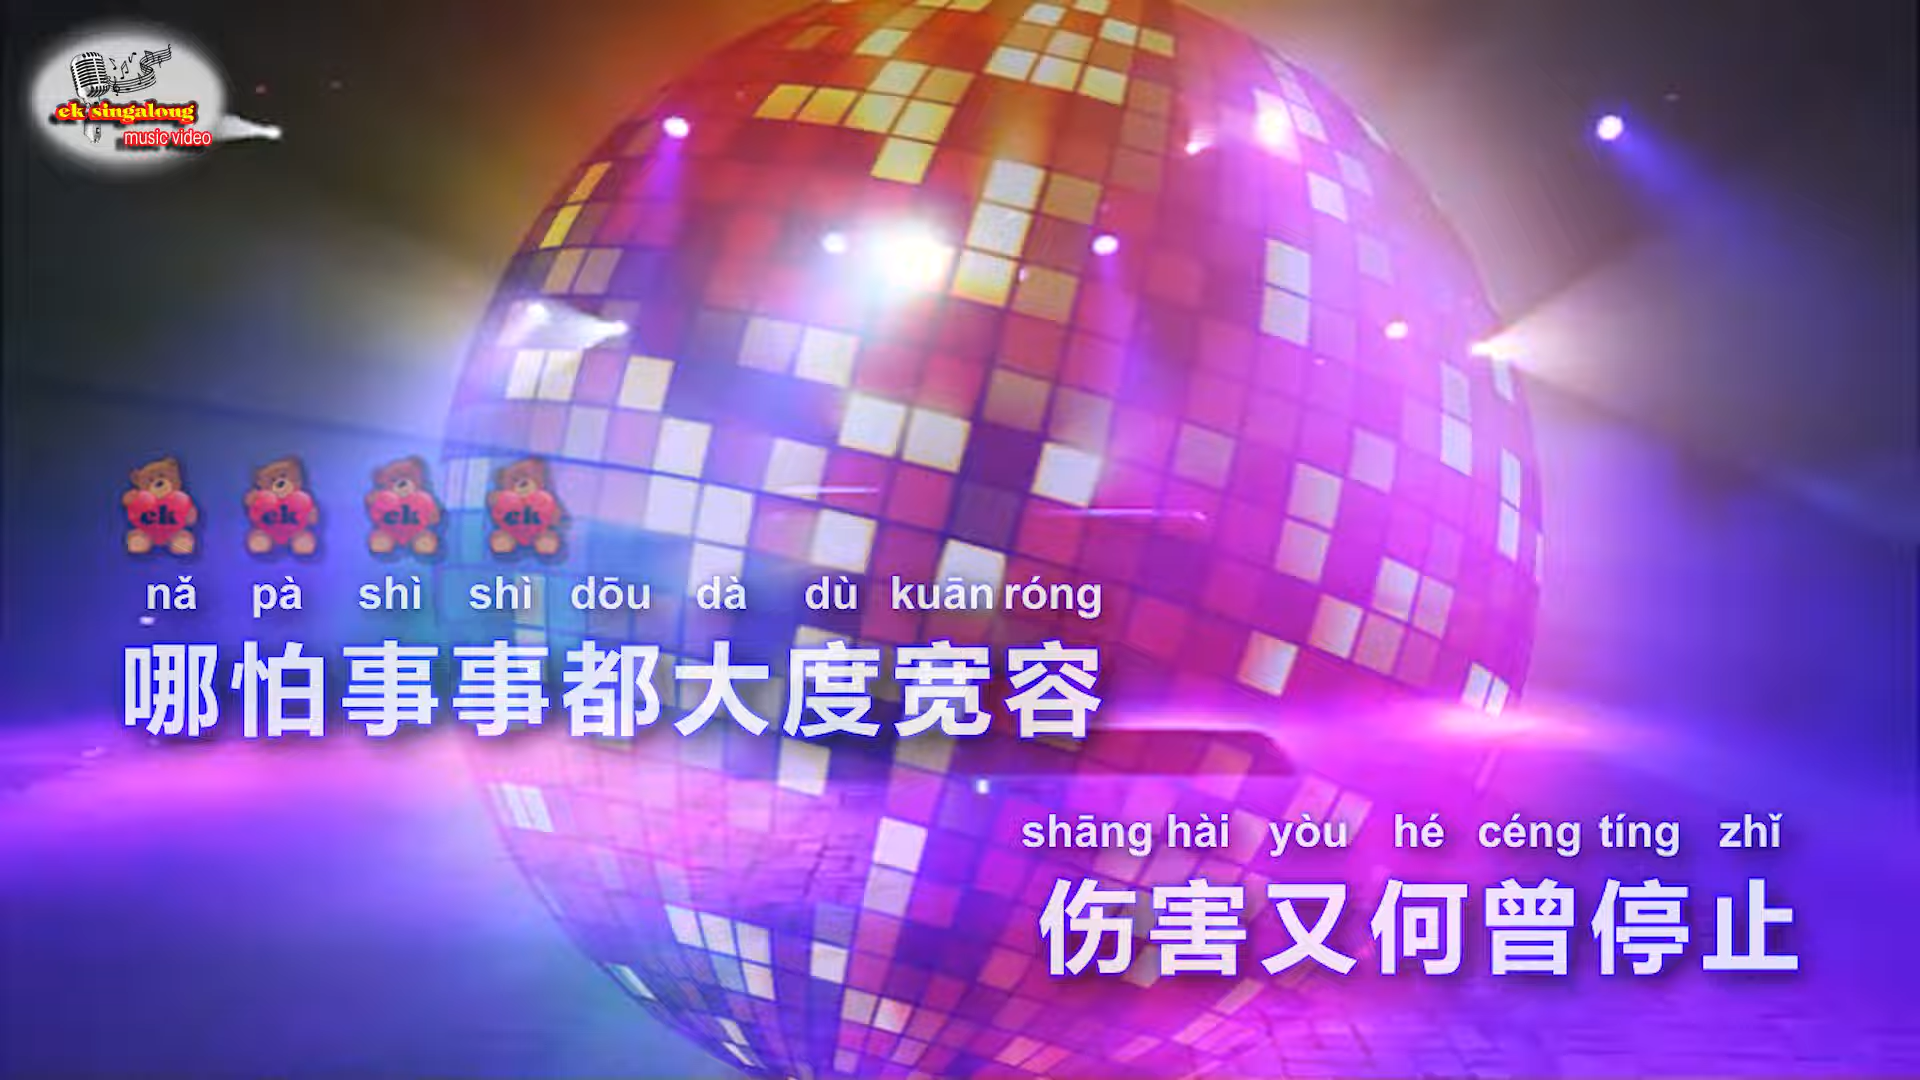 ek singaloug
music video
ek ek ek ek
nǎ pà shì shì dōu dà dù kuān róng
哪怕事事都大度宽容
shāng hài yòu hé céng tíng zhǐ
伤害又何曾停止